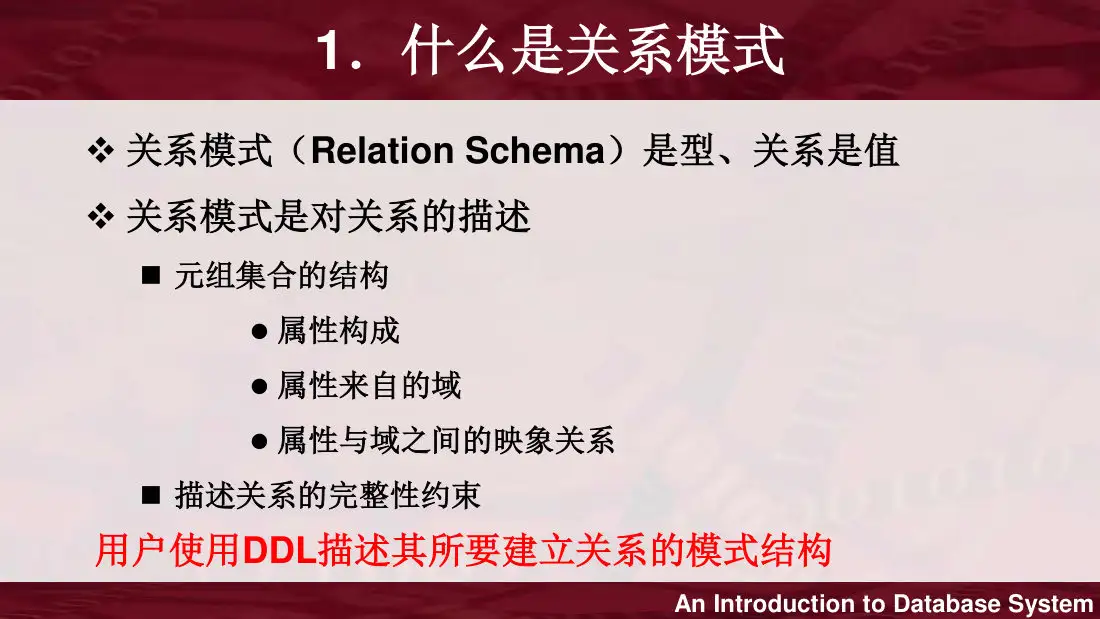 1．什么是关系模式
❖ 关系模式（Relation Schema）是型、关系是值
❖ 关系模式是对关系的描述
■ 元组集合的结构
● 属性构成
● 属性来自的域
● 属性与域之间的映象关系
■ 描述关系的完整性约束
用户使用DDL描述其所要建立关系的模式结构
An Introduction to Database System